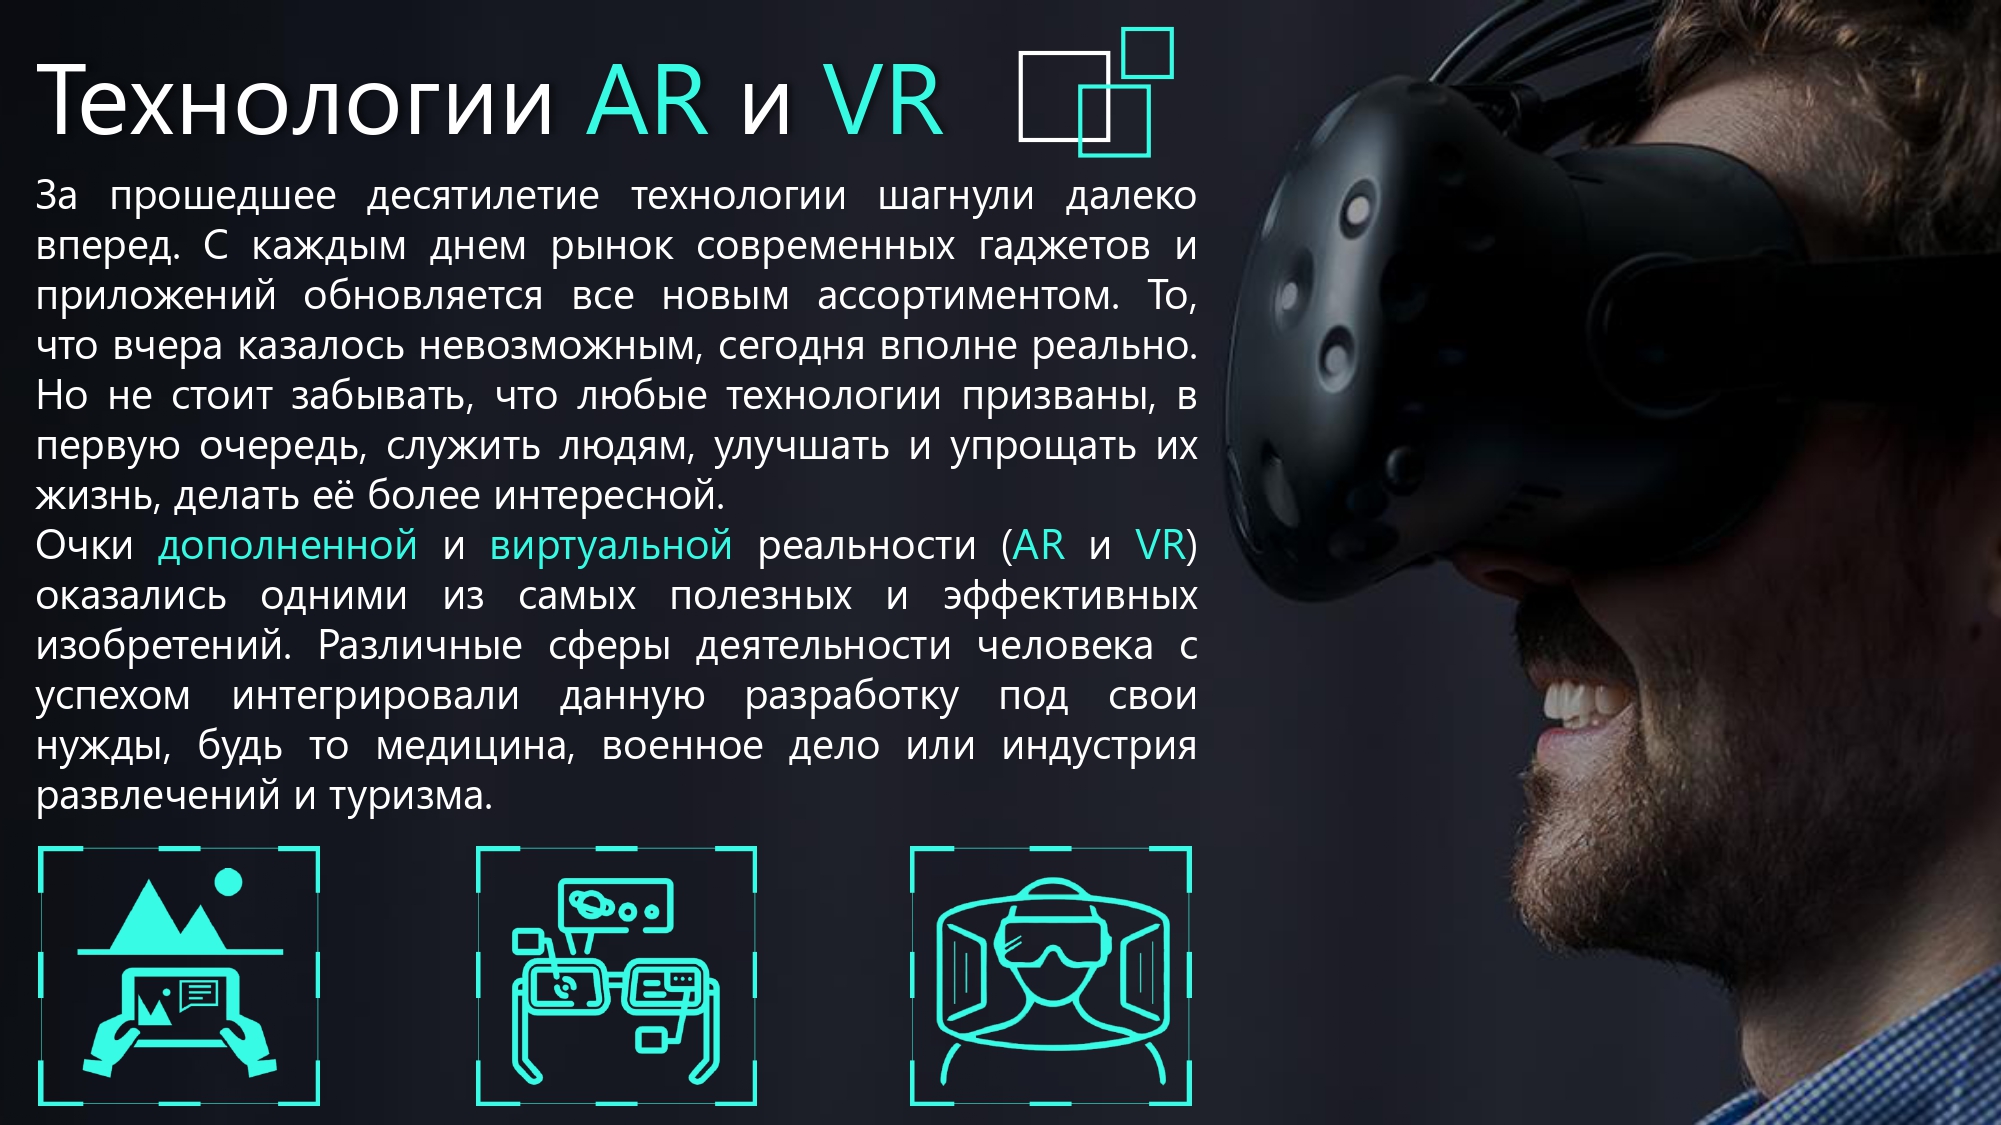 Технологии AR и VR
За прошедшее десятилетие технологии шагнули далеко
вперед. С каждым днем рынок современных гаджетов и
приложений обновляется все новым ассортиментом. То,
что вчера казалось невозможным, сегодня вполне реально.
Но не стоит забывать, что любые технологии призваны, в
первую очередь, служить людям, улучшать и упрощать их
жизнь, делать её более интересной.
Очки дополненной и виртуальной реальности (AR и VR)
оказались одними из самых полезных и эффективных
изобретений. Различные сферы деятельности человека с
успехом интегрировали данную разработку под свои
нужды, будь то медицина, военное дело или индустрия
развлечений и туризма.